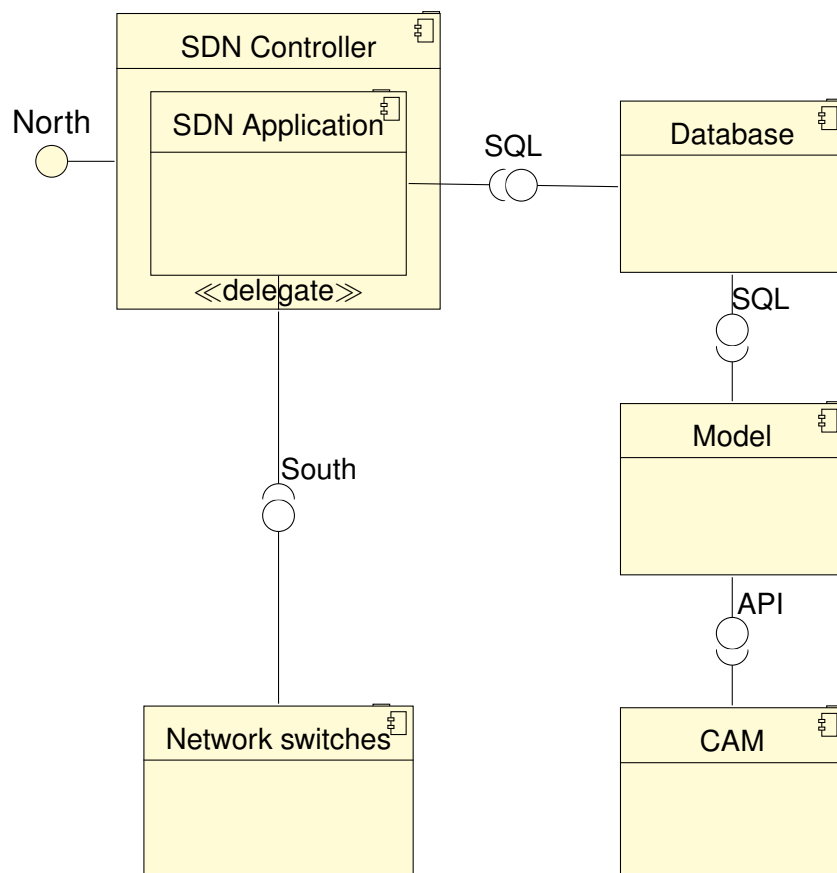 SDN Controller
SDN Application
North
SQL
Database
≪delegate≫
SQL
Model
South
API
Network switches
CAM